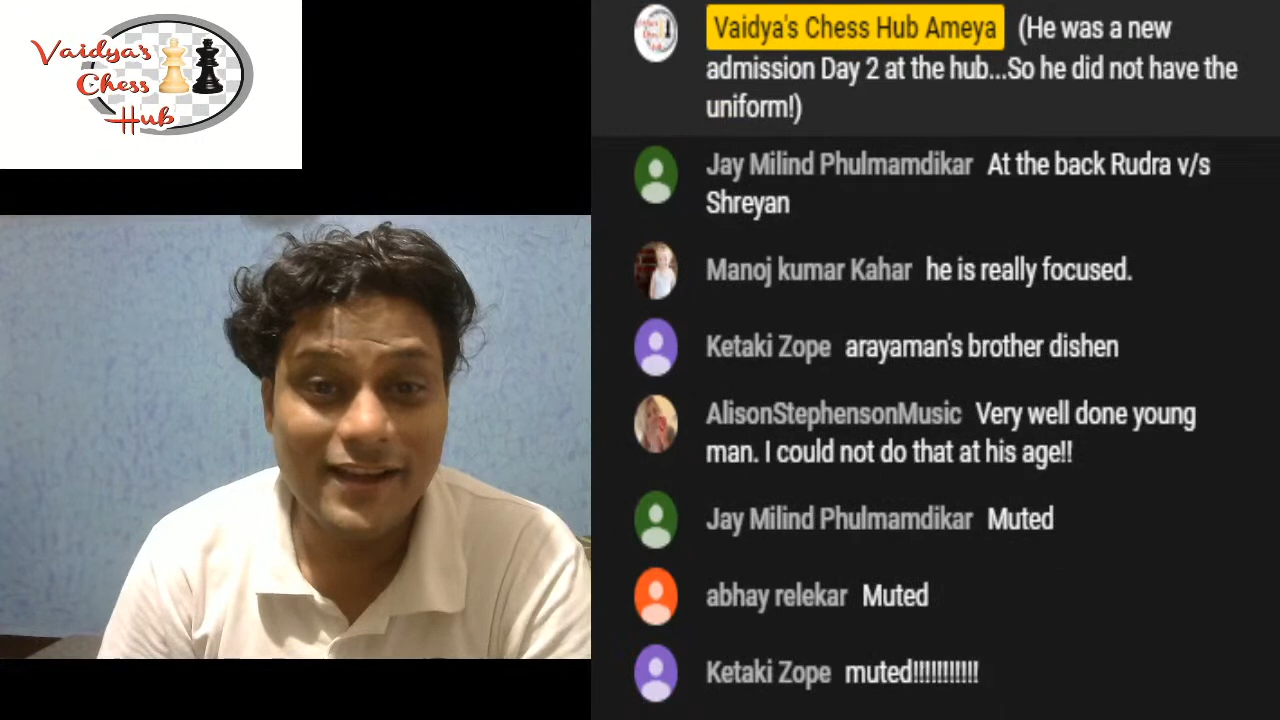 Vaidya's
Chess
Hub
Vaidya's Chess Hub Ameya (He was a new
admission Day 2 at the hub...So he did not have the
uniform!)
Jay Milind Phulmamdikar At the back Rudra v/s
Shreyan
Manoj kumar Kahar he is really focused.
Ketaki Zope arayaman's brother dishen
AlisonStephensonMusic Very well done young
man. I could not do that at his age!!
Jay Milind Phulmamdikar Muted
abhay relekar Muted
Ketaki Zope muted!!!!!!!!!!!